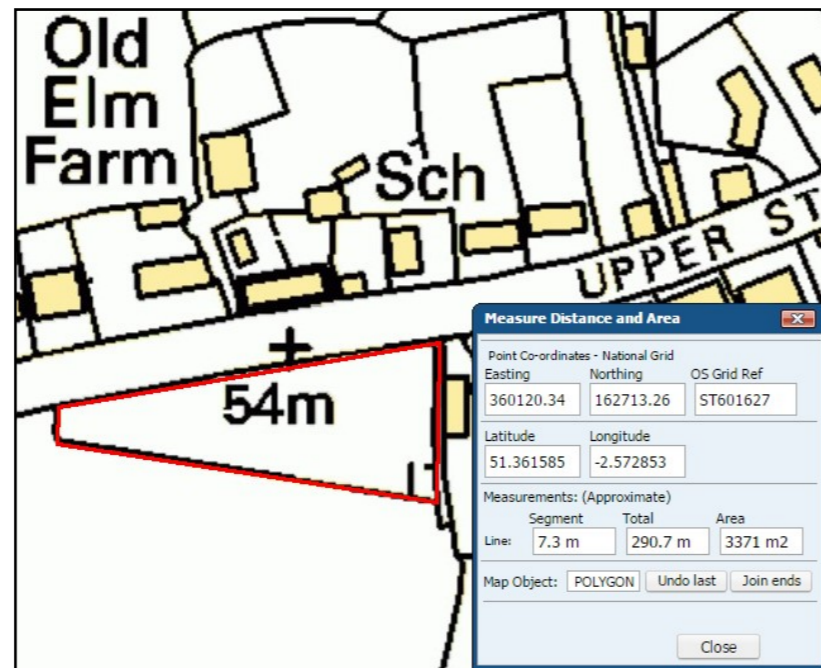 Old
Elm
Farm
Sch
UPPER ST
54m
Measure Distance and Area
Point Co-ordinates - National Grid
Easting Northing OS Grid Ref
360120.34 162713.26 ST601627
Latitude Longitude
51.361585 -2.572853
Measurements: (Approximate)
Segment Total Area
Line: 7.3 m 290.7 m 3371 m2
Map Object: POLYGON Undo last Join ends
Close